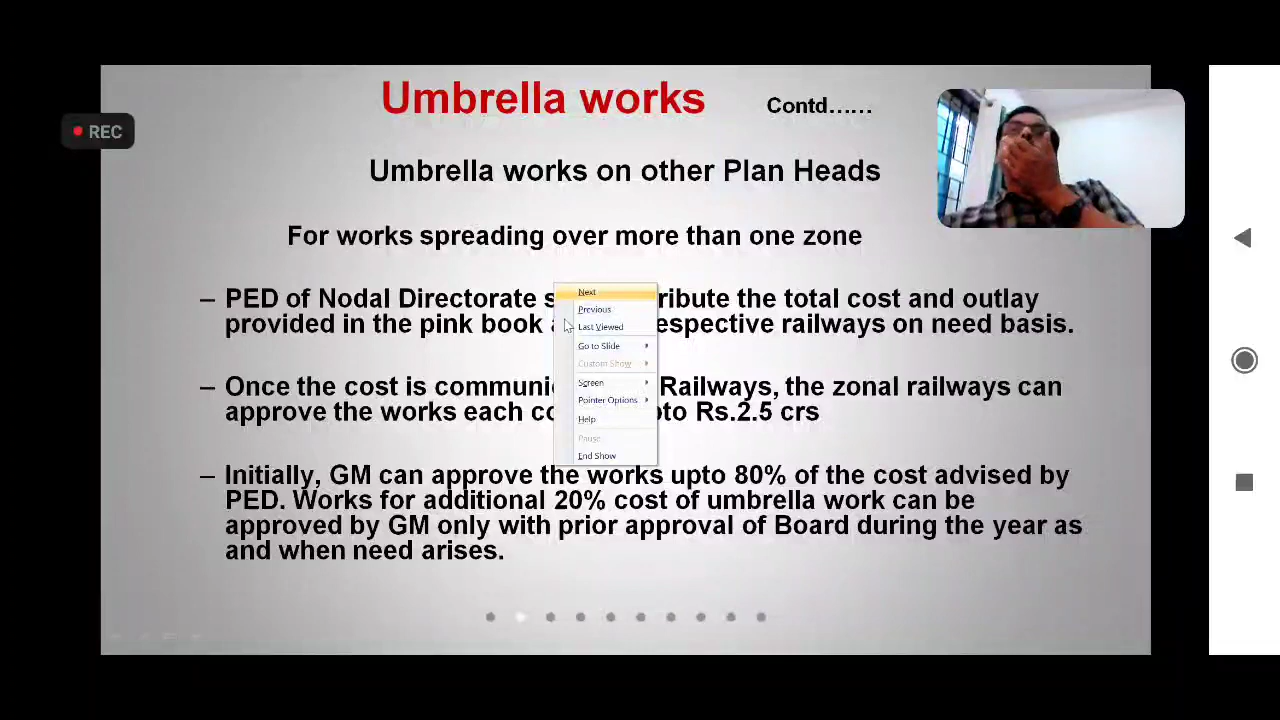 Umbrella works Contd......
REC
Umbrella works on other Plan Heads
For works spreading over more than one zone
– PED of Nodal Directorate s ribute the total cost and outlay
provided in the pink book espective railways on need basis.
– Once the cost is communi Railways, the zonal railways can
approve the works each co to Rs.2.5 crs
– Initially, GM can approve the works upto 80% of the cost advised by
PED. Works for additional 20% cost of umbrella work can be
approved by GM only with prior approval of Board during the year as
and when need arises.
Next
Previous
Last Viewed
Go to Slide
Custom Show
Screen
Pointer Options
Help
Pause
End Show